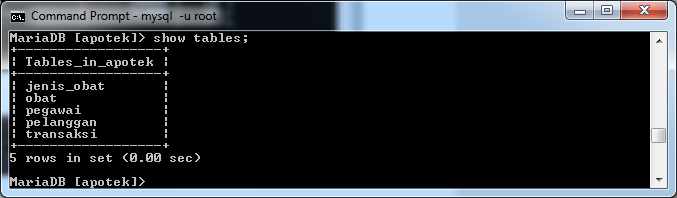 Command Prompt - mysql -u root
MariaDB [apotek]> show tables;
+------------------+
| Tables_in_apotek |
+------------------+
| jenis_obat       |
| obat             |
| pegawai          |
| pelanggan        |
| transaksi        |
+------------------+
5 rows in set (0.00 sec)
MariaDB [apotek]>